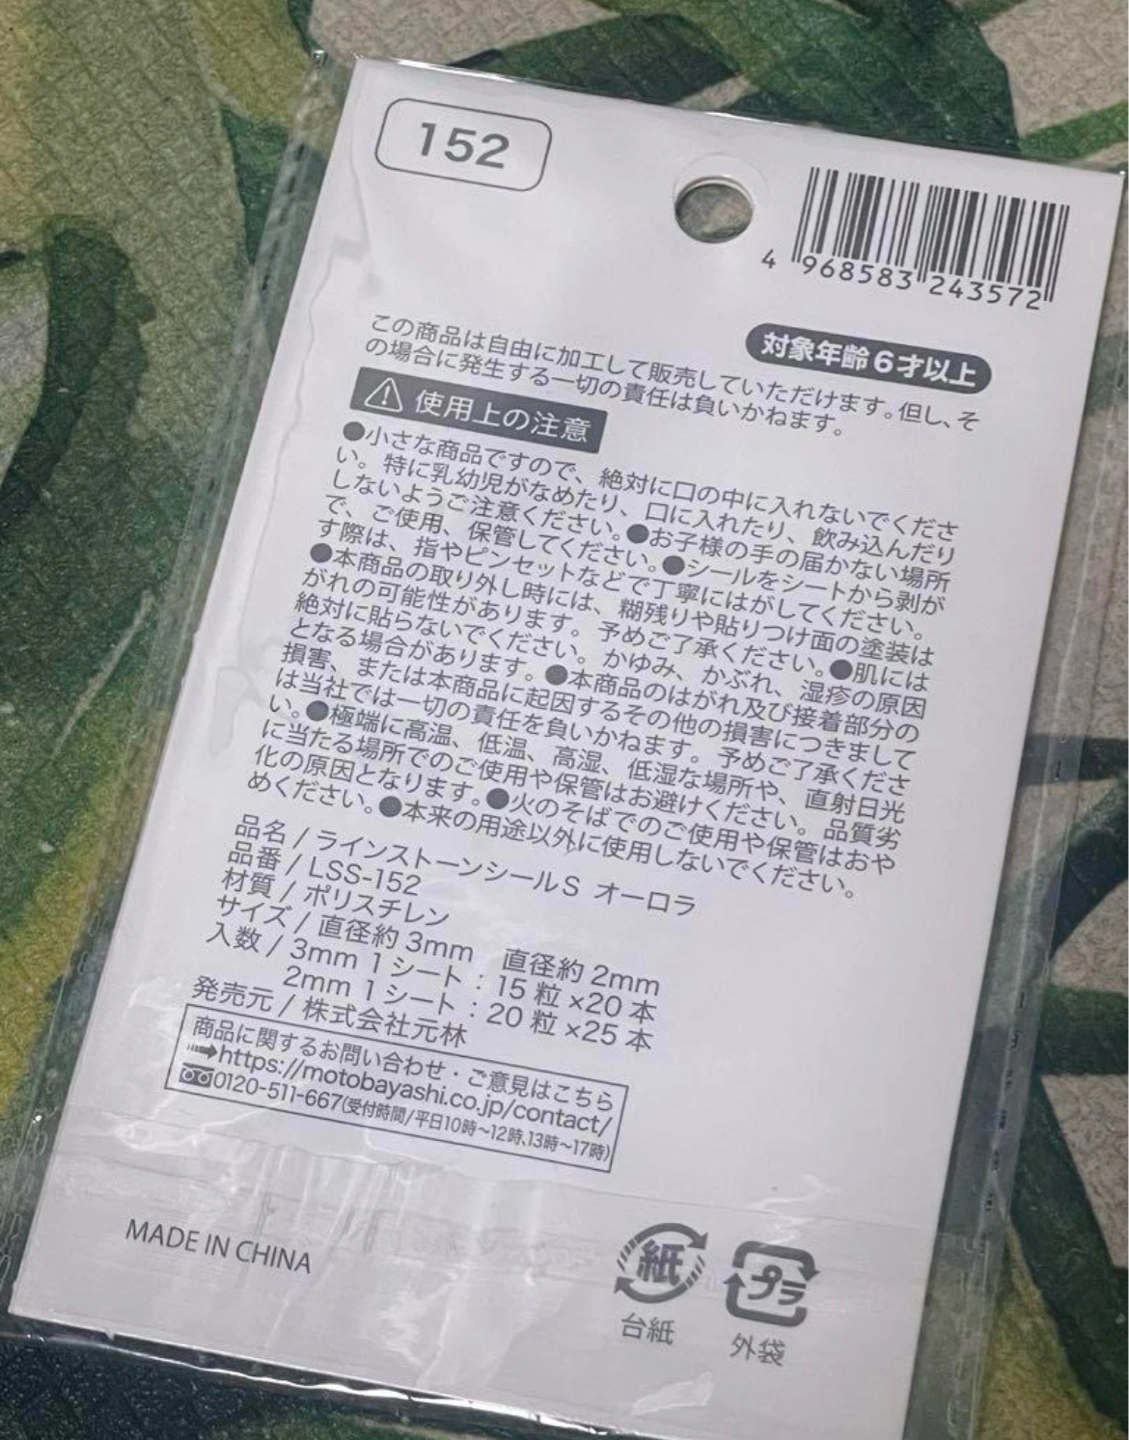 152
4 968583 243572
対象年齢6才以上
この商品は自由に加工して販売していただけます。但し、そ
の場合に発生する一切の責任は負いかねます。
使用上の注意
●小さな商品ですので、絶対に口の中に入れないでくださ
い。特に乳幼児がなめたり、口に入れたり、飲み込んだり
しないようご注意ください。●お子様の手の届かない場所
で、ご使用、保管してください。●シールをシートから剥が
す際は、指やピンセットなどで丁寧にはがしてください。
●本商品の取り外し時には、糊残りや貼りつけ面の塗装は
がれの可能性があります。予めご了承ください。●肌には
絶対に貼らないでください。かゆみ、かぶれ、湿疹の原因
となる場合があります。●本商品のはがれ及び接着部分の
損害、または本商品に起因するその他の損害につきまして
は当社では一切の責任を負いかねます。予めご了承くださ
い。●極端に高温、低温、高湿、低湿な場所や、直射日光
に当たる場所でのご使用や保管はお避けください。品質劣
化の原因となります。●火のそばでのご使用や保管はおや
めください。●本来の用途以外に使用しないでください。
品名/ラインストーンシールS オーロラ
品番/LSS-152
材質/ポリスチレン
サイズ/直径約3mm 直径約2mm
入数/3mm 1シート:15粒×20本
2mm 1シート:20粒×25本
発売元/株式会社元林
商品に関するお問い合わせ・ご意見はこちら
➡https://motobayashi.co.jp/contact/
0120-511-667(受付時間/平日10時～12時、13時～17時)
MADE IN CHINA
紙
プラ
台紙
外袋